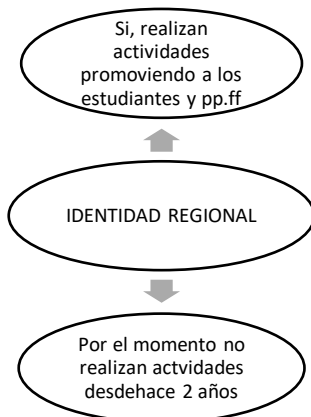 Si, realizan
actividades
promoviendo a los
estudiantes y pp.ff
IDENTIDAD REGIONAL
Por el momento no
realizan actvidades
desdehace 2 años